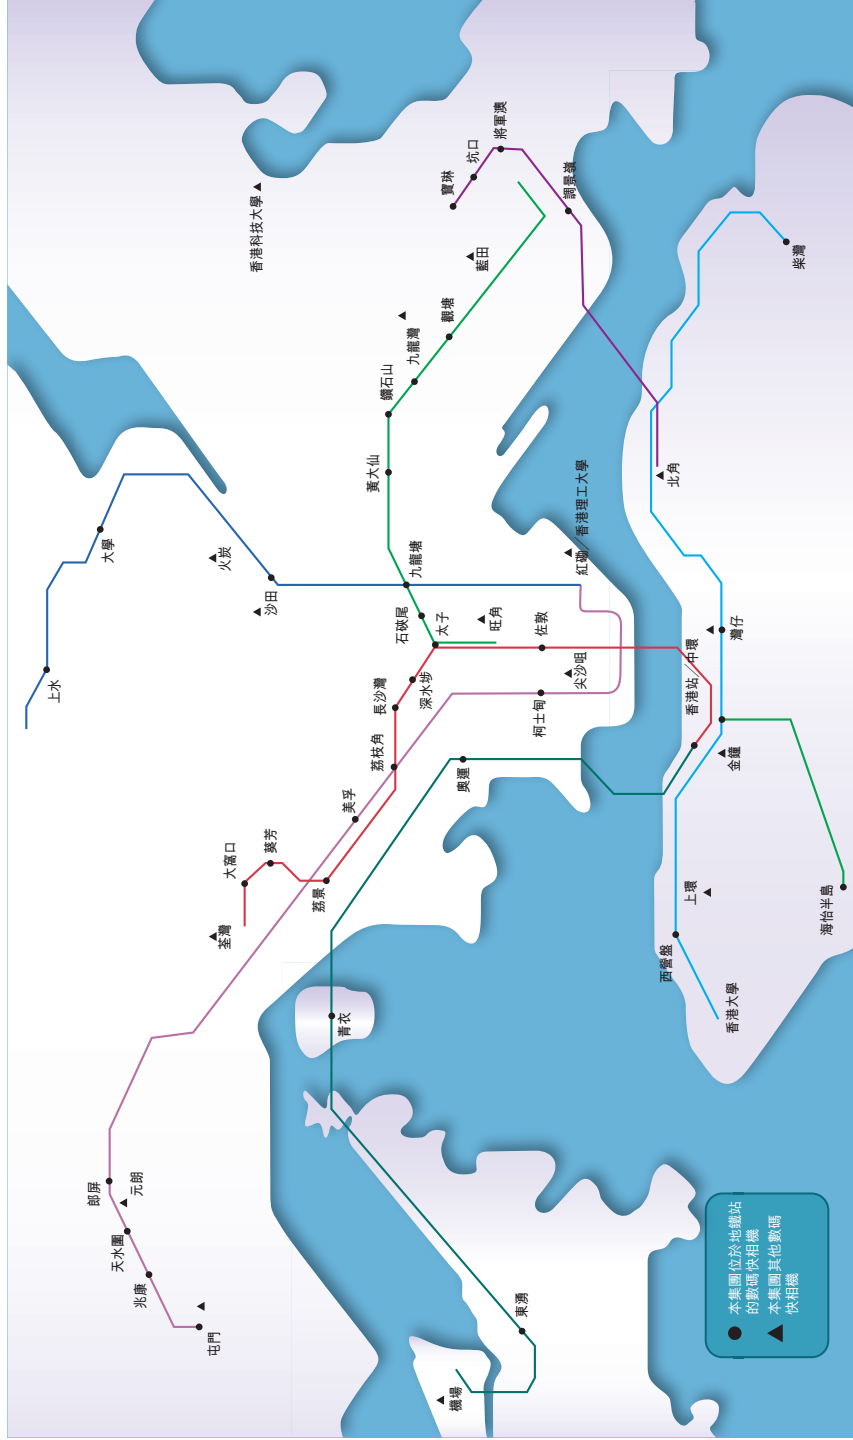 上水
大學
火炭
沙田
香港科技大學
寶琳
坑口
將軍澳
調景嶺
藍田
觀塘
九龍灣
鑽石山
黃大仙
九龍塘
石硤尾
太子
旺角
紅磡
香港理工大學
北角
柴灣
佐敦
尖沙咀
柯士甸
深水埗
長沙灣
荔枝角
美孚
荔景
葵芳
大窩口
荃灣
奧運
中環
香港站
灣仔
金鐘
上環
西營盤
香港大學
海怡半島
青衣
郎屏
元朗
天水圍
兆康
屯門
東湧
機場
本集團位於地鐵站
的數碼快相機
本集團其他數碼
快相機